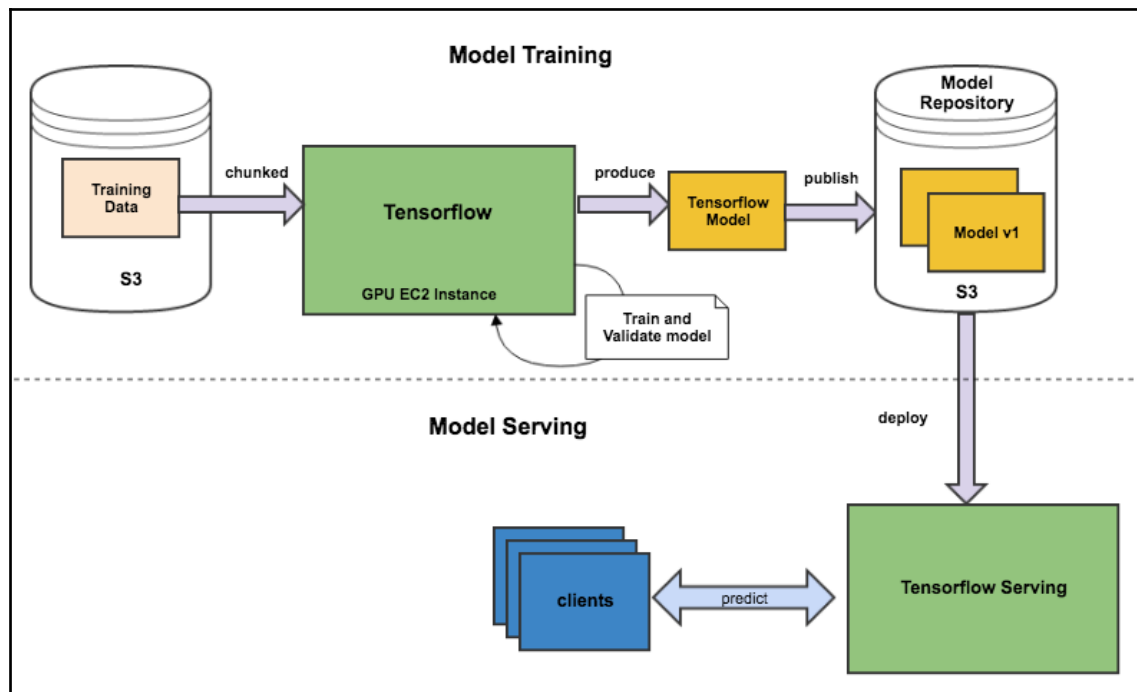 Model Training
Model
Repository
Training
Data
S3
chunked
Tensorflow
GPU EC2 Instance
produce
Tensorflow
Model
publish
Model v1
S3
Train and
Validate model
deploy
Model Serving
clients
predict
Tensorflow Serving